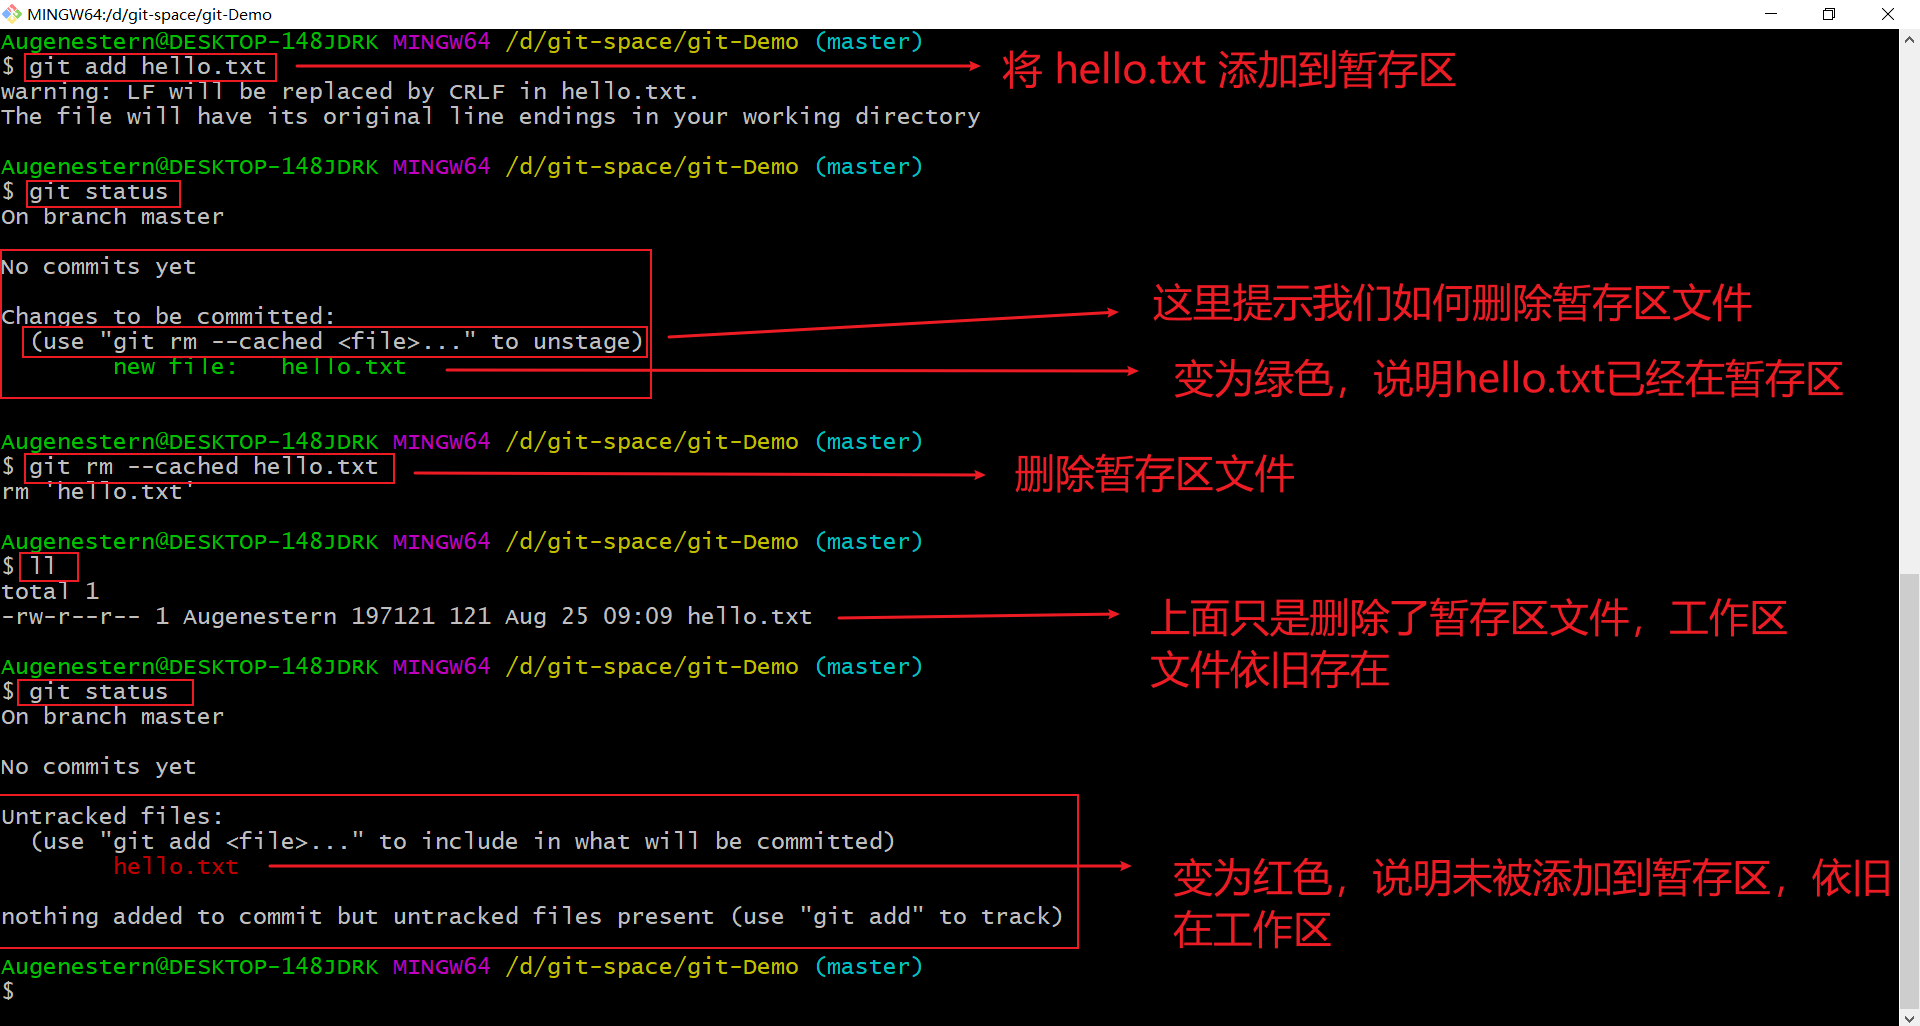 MINGW64:/d/git-space/git-Demo
Augenestern@DESKTOP-148JDRK MINGW64 /d/git-space/git-Demo (master)
$ git add hello.txt
将 hello.txt 添加到暂存区
warning: LF will be replaced by CRLF in hello.txt.
The file will have its original line endings in your working directory
Augenestern@DESKTOP-148JDRK MINGW64 /d/git-space/git-Demo (master)
$ git status
On branch master
No commits yet
Changes to be committed:
(use "git rm --cached <file>..." to unstage)
这里提示我们如何删除暂存区文件
new file:   hello.txt
变为绿色，说明hello.txt已经在暂存区
Augenestern@DESKTOP-148JDRK MINGW64 /d/git-space/git-Demo (master)
$ git rm --cached hello.txt
删除暂存区文件
rm 'hello.txt'
Augenestern@DESKTOP-148JDRK MINGW64 /d/git-space/git-Demo (master)
$ ll
total 1
-rw-r--r-- 1 Augenestern 197121 121 Aug 25 09:09 hello.txt
上面只是删除了暂存区文件，工作区
文件依旧存在
Augenestern@DESKTOP-148JDRK MINGW64 /d/git-space/git-Demo (master)
$ git status
On branch master
No commits yet
Untracked files:
(use "git add <file>..." to include in what will be committed)
hello.txt
变为红色，说明未被添加到暂存区，依旧
在工作区
nothing added to commit but untracked files present (use "git add" to track)
Augenestern@DESKTOP-148JDRK MINGW64 /d/git-space/git-Demo (master)
$